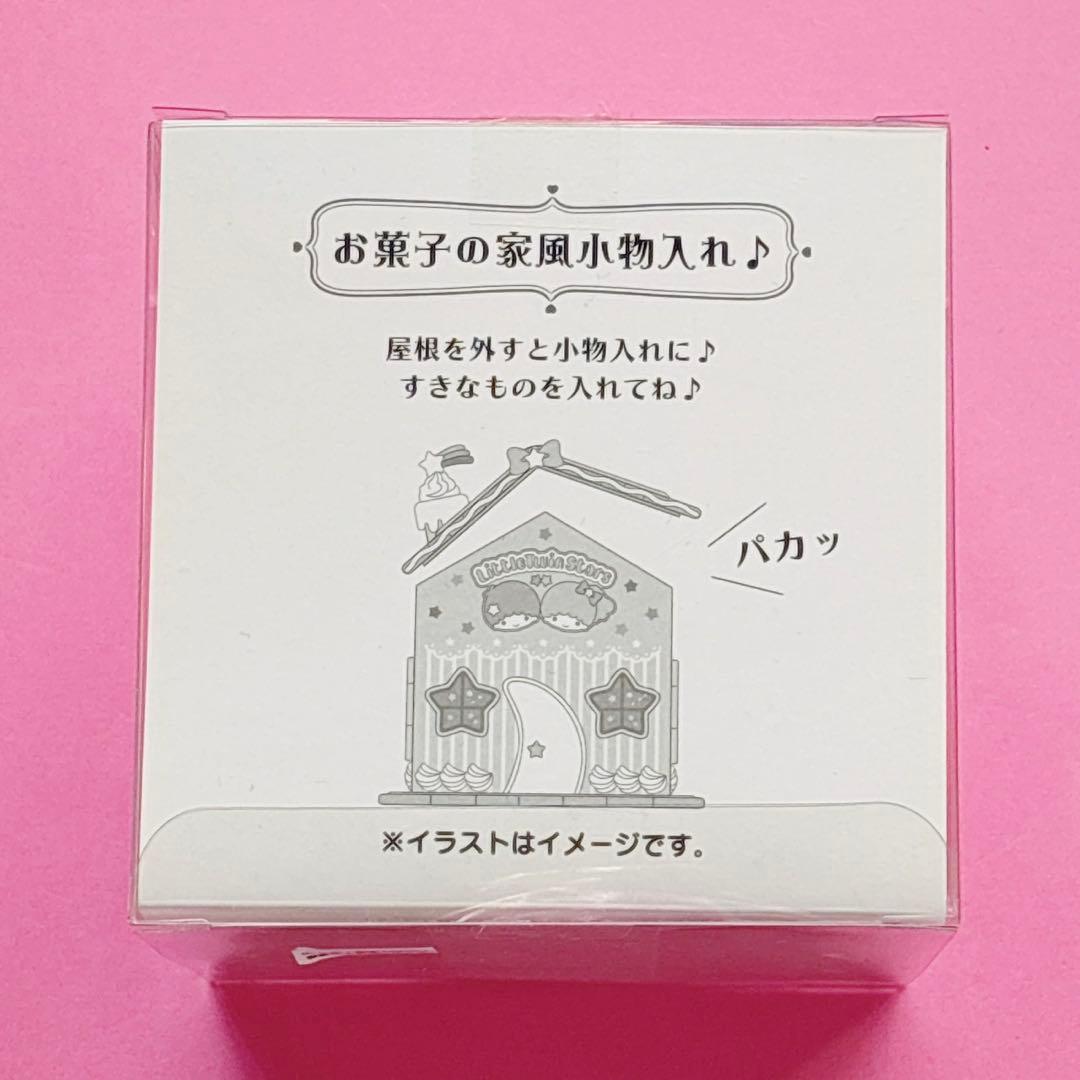 お菓子の家風小物入れ♪
屋根を外すと小物入れに♪
すきなものを入れてね♪
パカッ
LittleTwinStars
※イラストはイメージです。